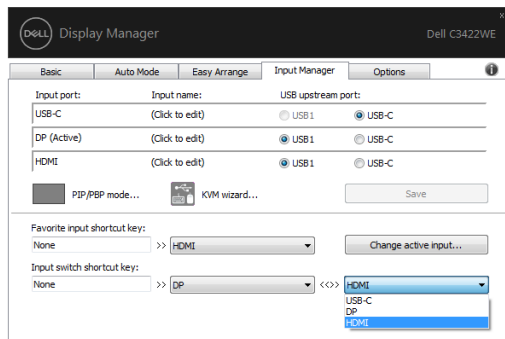 DELL Display Manager Dell C3422WE
Basic Auto Mode Easy Arrange Input Manager Options
Input port: Input name: USB upstream port:
USB-C (Click to edit) USB1 USB-C
DP (Active) (Click to edit) USB1 USB-C
HDMI (Click to edit) USB1 USB-C
PIP/PBP mode... KVM wizard... Save
Favorite input shortcut key:
None >> HDMI Change active input...
Input switch shortcut key:
None >> DP <<>> HDMI
USB-C
DP
HDMI